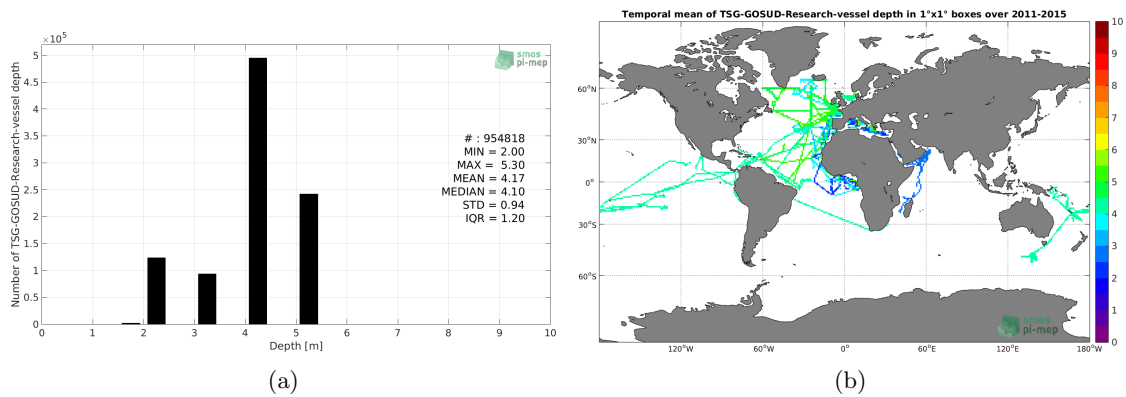 ×10⁵
5
4.5
4
3.5
3
2.5
2
1.5
1
0.5
0
Number of TSG-GOSUD-Research-vessel depth
smos
pi-mep
# : 954818
MIN = 2.00
MAX = 5.30
MEAN = 4.17
MEDIAN = 4.10
STD = 0.94
IQR = 1.20
0 1 2 3 4 5 6 7 8 9 10
Depth [m]
(a)
Temporal mean of TSG-GOSUD-Research-vessel depth in 1°x1° boxes over 2011-2015
60°N
30°N
0°
30°S
60°S
120°W 60°W 0° 60°E 120°E 180°W
smos
pi-mep
10
9
8
7
6
5
4
3
2
1
0
(b)